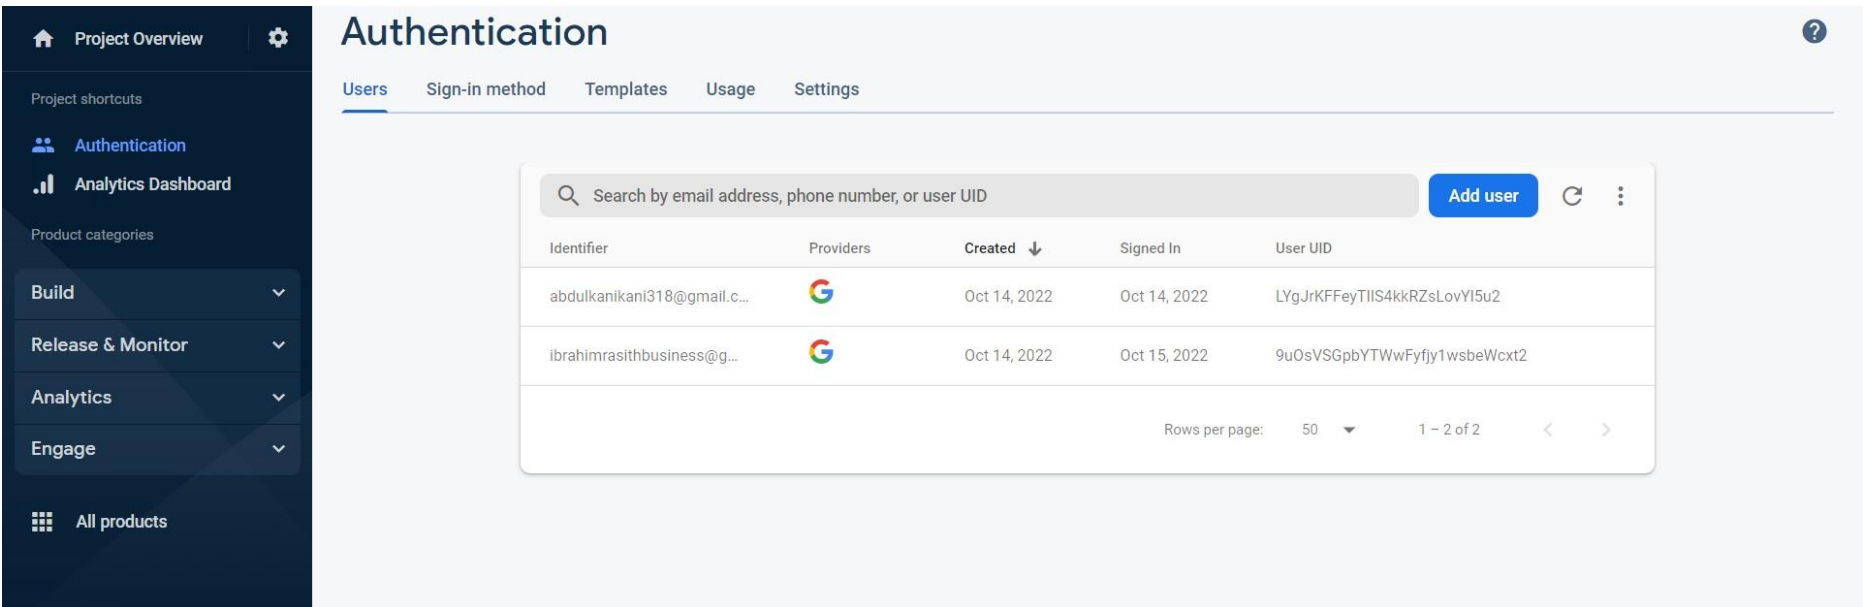 Project Overview
Project shortcuts
Authentication
Analytics Dashboard
Product categories
Build
Release & Monitor
Analytics
Engage
All products
Authentication
Users Sign-in method Templates Usage Settings
Search by email address, phone number, or user UID Add user
Identifier Providers Created Signed In User UID
abdulkanikani318@gmail.c... Oct 14, 2022 Oct 14, 2022 LYgJrKFFeyTIIS4kkRZsLovYI5u2
ibrahimrasithbusiness@g... Oct 14, 2022 Oct 15, 2022 9uOsVSGpbYTWwFyfjy1wsbeWcxt2
Rows per page: 50 1 – 2 of 2